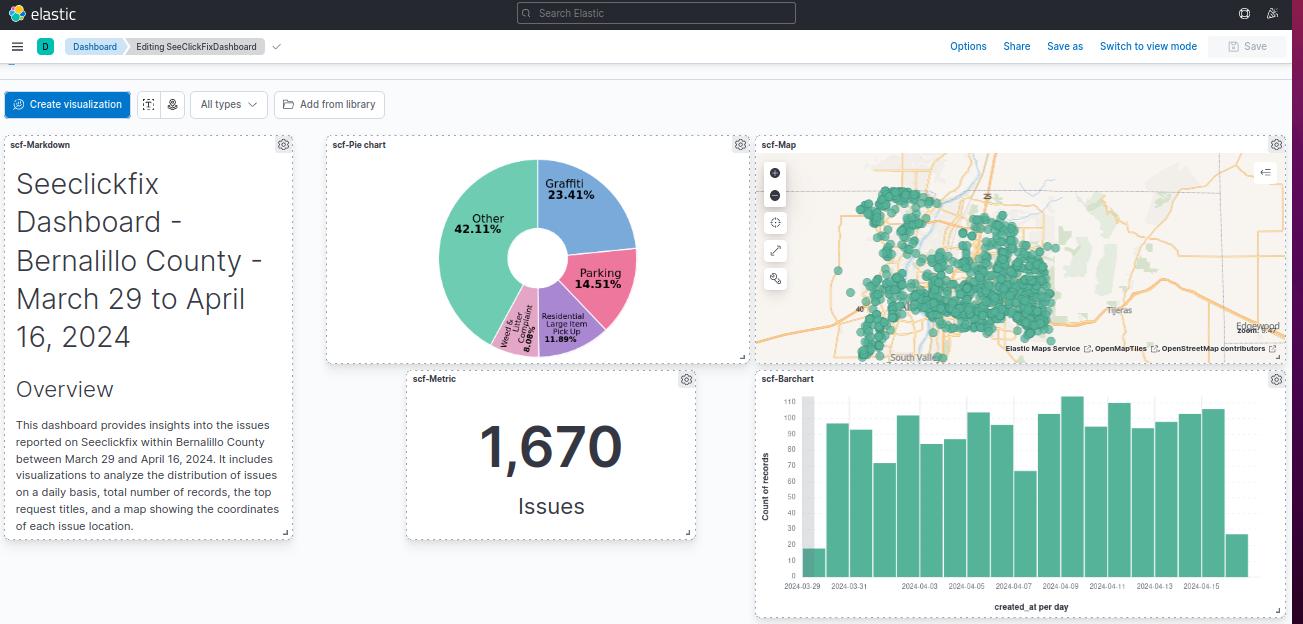 elastic
Search Elastic
D
Dashboard
Editing SeeClickFixDashboard
Options
Share
Save as
Switch to view mode
Save
Create visualization
All types
Add from library
scf-Markdown
Seeclickfix
Dashboard -
Bernalillo County -
March 29 to April
16, 2024
Overview
This dashboard provides insights into the issues
reported on Seeclickfix within Bernalillo County
between March 29 and April 16, 2024. It includes
visualizations to analyze the distribution of issues
on a daily basis, total number of records, the top
request titles, and a map showing the coordinates
of each issue location.
scf-Pie chart
Graffiti
23.41%
Other
42.11%
Parking
14.51%
Residential
Large Item
Pick Up
11.89%
Weed &
Litter
Complaint
8.08%
scf-Map
25
40
Tijeras
Edgewood
zoom: 9.47
South Valley
Elastic Maps Service , OpenMapTiles , OpenStreetMap contributors
scf-Metric
1,670
Issues
scf-Barchart
Count of records
110
100
90
80
70
60
50
40
30
20
10
0
2024-03-29
2024-03-31
2024-04-03
2024-04-05
2024-04-07
2024-04-09
2024-04-11
2024-04-13
2024-04-15
created_at per day